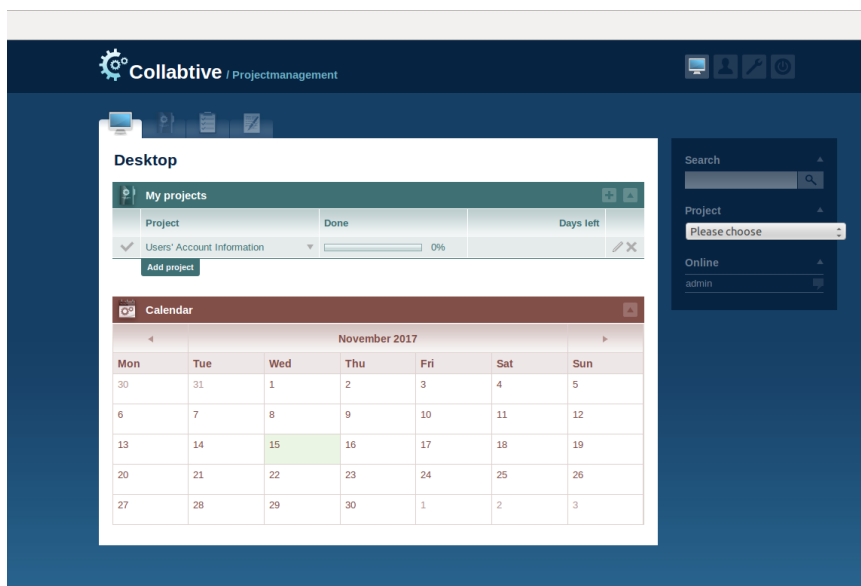 Collabtive / Projectmanagement
Desktop
My projects
Project Done Days left
Users' Account Information 0%
Add project
Calendar
November 2017
Mon Tue Wed Thu Fri Sat Sun
30 31 1 2 3 4 5
6 7 8 9 10 11 12
13 14 15 16 17 18 19
20 21 22 23 24 25 26
27 28 29 30 1 2 3
Search
Project
Please choose
Online
admin